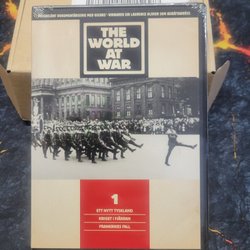 THE WORLD
AT WAR
1
ETT NYTT TYSKLAND
KRIGET I FJÄRRAN
FRANKRIKES FALL